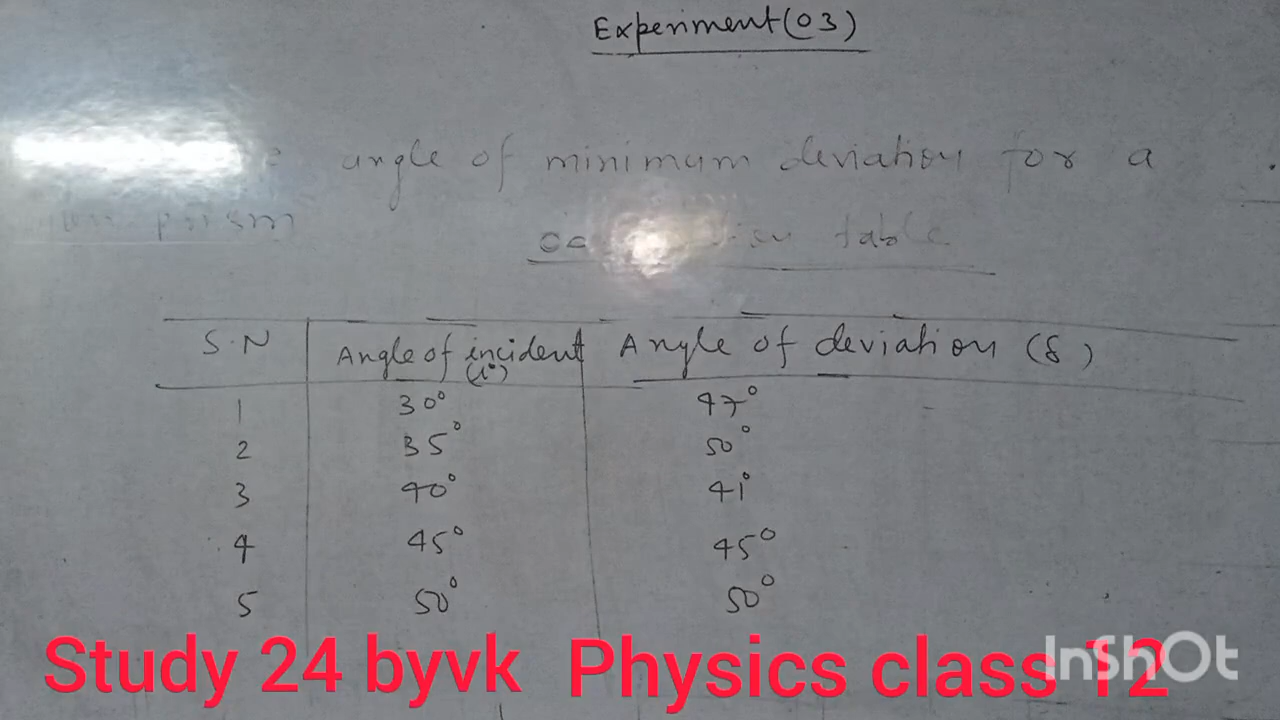 Experiment(03)
angle of minimum deviation for a
prism
table
S.N Angle of incident Angle of deviation (δ)
(i°)
1 30° 47°
2 35° 50°
3 40° 41°
4 45° 45°
5 50° 50°
Study 24 byvk Physics class 12
InShOt